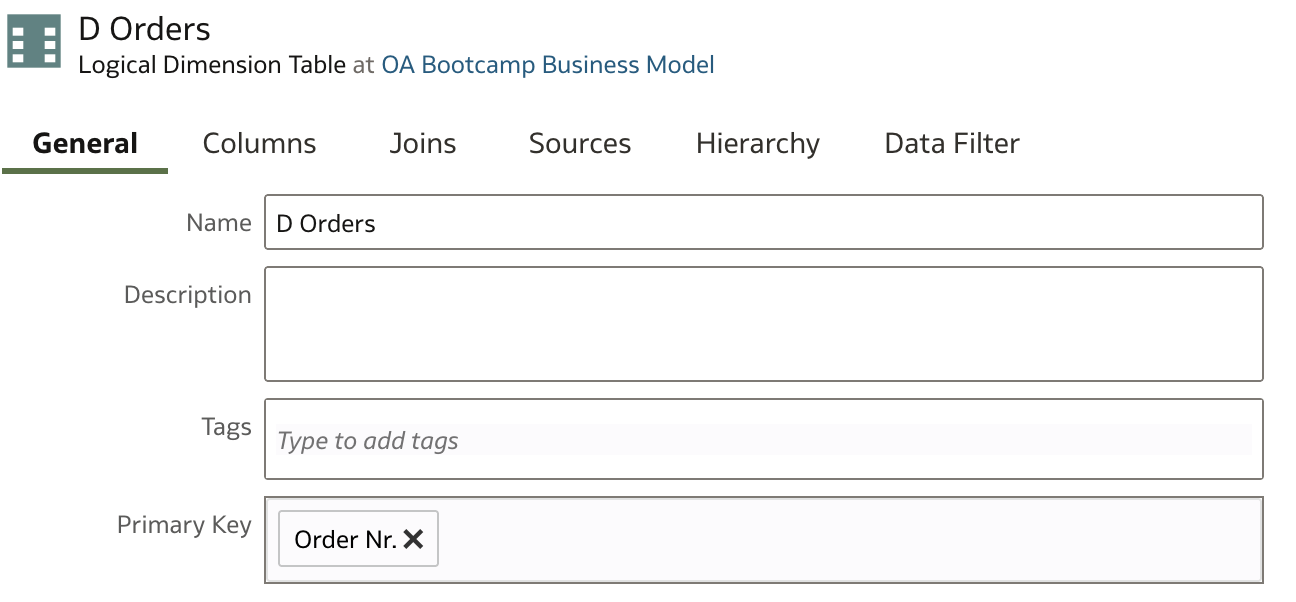 D Orders
Logical Dimension Table at OA Bootcamp Business Model
General Columns Joins Sources Hierarchy Data Filter
Name D Orders
Description
Tags Type to add tags
Primary Key Order Nr.